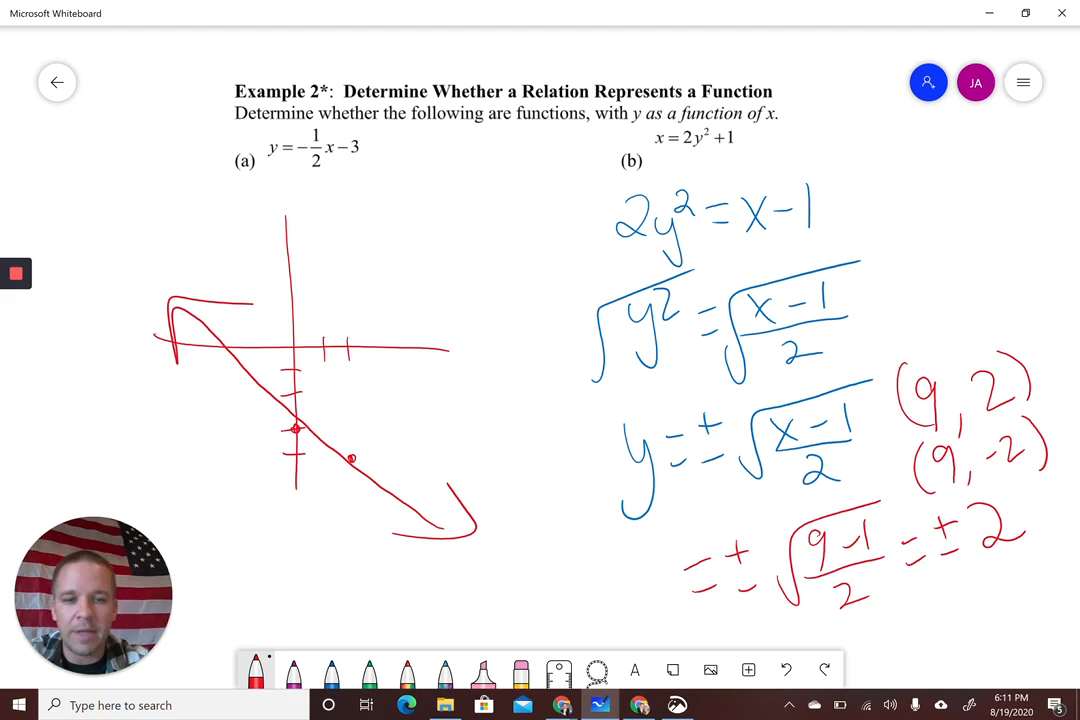 Microsoft Whiteboard
JA
Example 2*: Determine Whether a Relation Represents a Function
Determine whether the following are functions, with y as a function of x.
(a) y = -1/2 x - 3
(b) x = 2y² + 1
2y² = x - 1
√y² = √(x - 1)/2
y = ± √(x - 1)/2
(9, 2)
(9, -2)
= ± √(9 - 1)/2 = ± 2
A
Type here to search
6:11 PM
8/19/2020
5